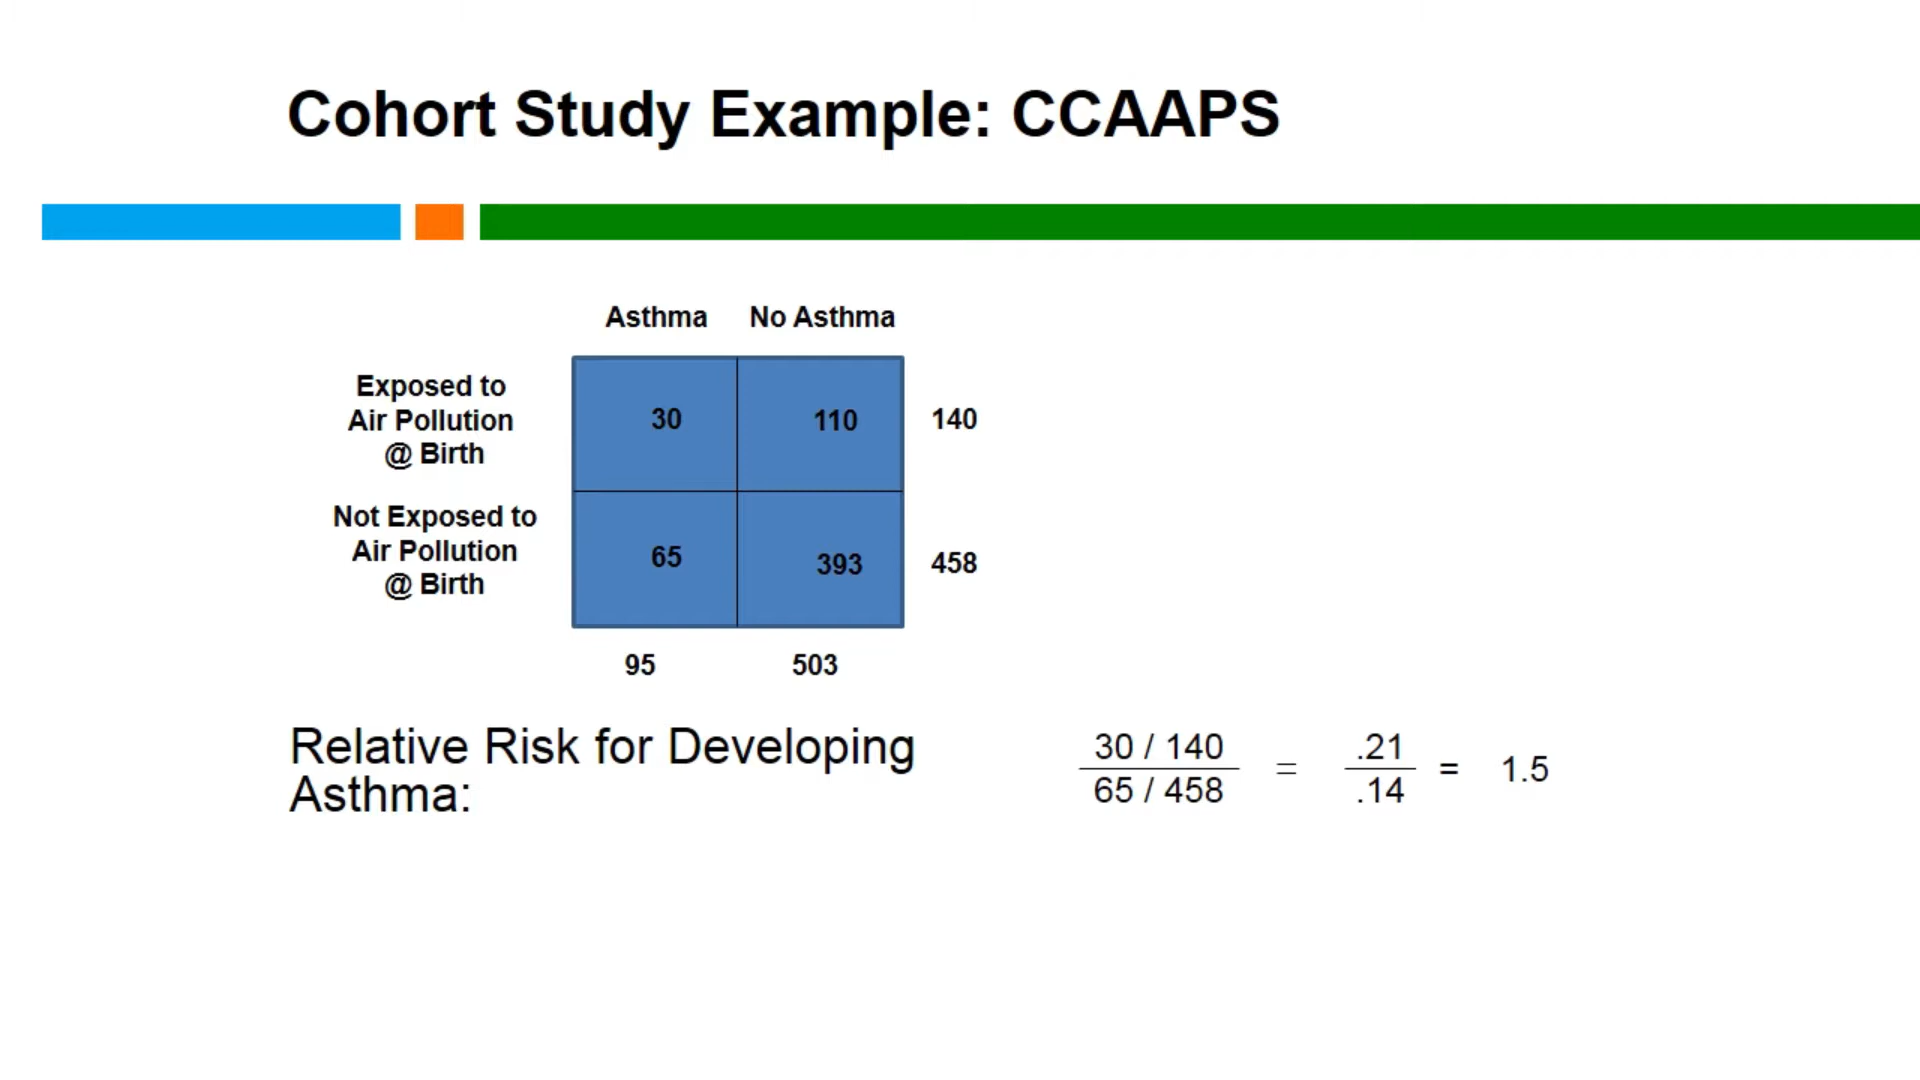 Cohort Study Example: CCAAPS
Asthma No Asthma
Exposed to
Air Pollution
@ Birth
30 110 140
Not Exposed to
Air Pollution
@ Birth
65 393 458
95 503
Relative Risk for Developing
Asthma:
30 / 140
65 / 458
=
.21
.14
=
1.5